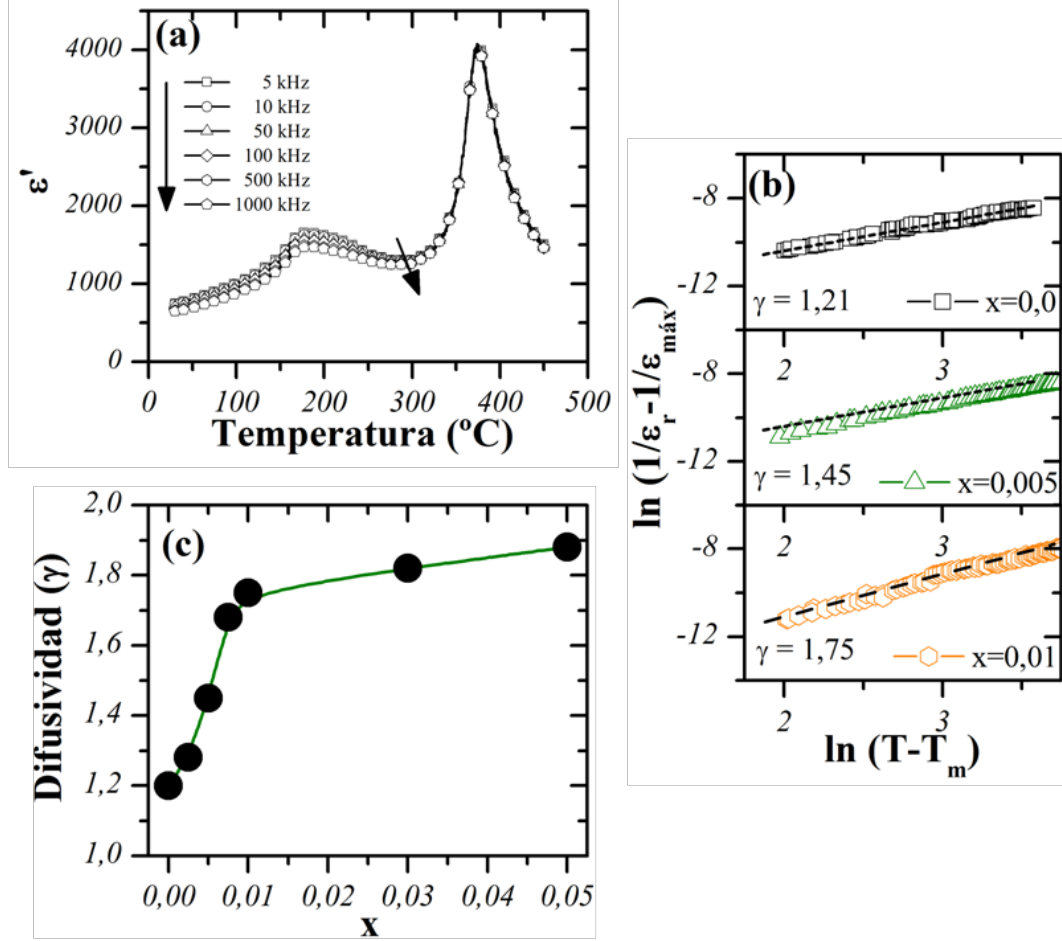 (a)
4000
3000
2000
1000
0
ε'
5 kHz
10 kHz
50 kHz
100 kHz
500 kHz
1000 kHz
0 100 200 300 400 500
Temperatura (ºC)
(b)
ln (1/ε_r-1/ε_máx)
-8
-12
γ = 1,21
x=0,0
2 3
-8
-12
γ = 1,45
x=0,005
2 3
-8
-12
γ = 1,75
x=0,01
2 3
ln (T-T_m)
(c)
2,0
1,8
1,6
1,4
1,2
1,0
Difusividad (γ)
0,00 0,01 0,02 0,03 0,04 0,05
x